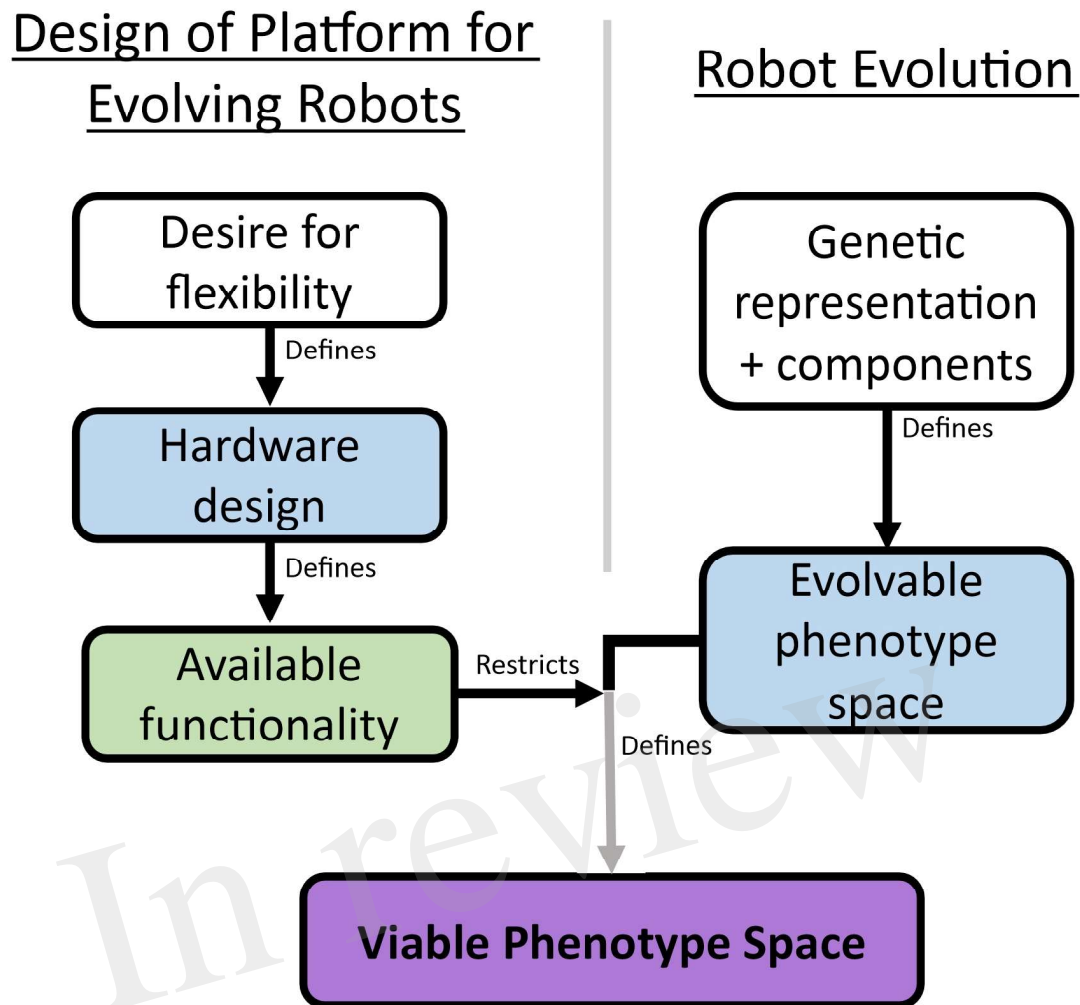 Design of Platform for
Evolving Robots
Robot Evolution
Desire for
flexibility
Defines
Hardware
design
Defines
Available
functionality
Restricts
Genetic
representation
+ components
Defines
Evolvable
phenotype
space
Defines
Viable Phenotype Space
In review